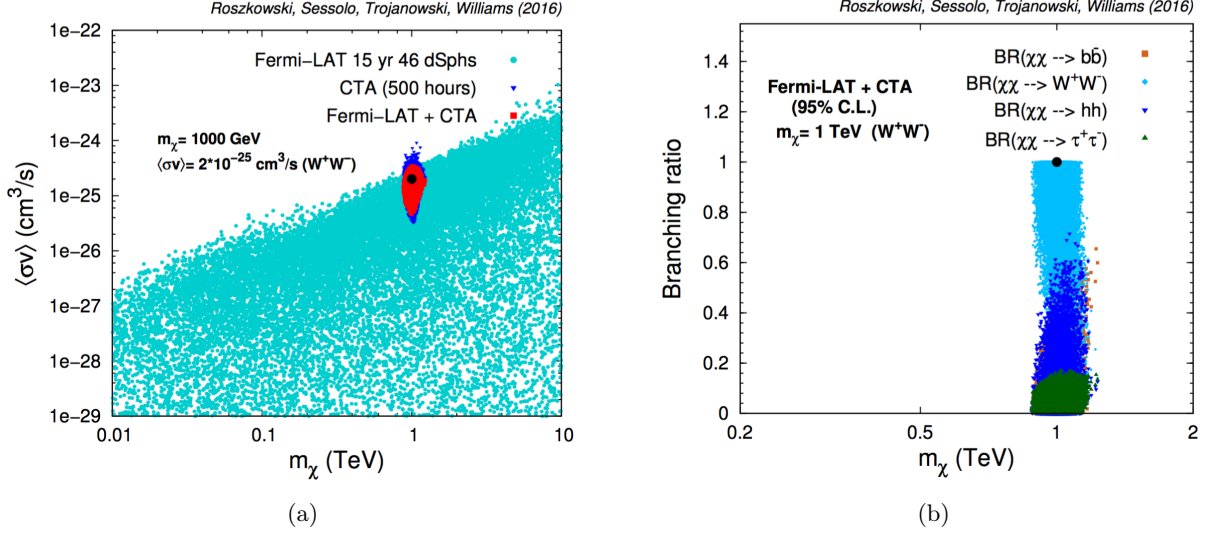 Roszkowski, Sessolo, Trojanowski, Williams (2016)
1e−22
1e−23
1e−24
1e−25
1e−26
1e−27
1e−28
1e−29
⟨σv⟩ (cm³/s)
Fermi−LAT 15 yr 46 dSphs
CTA (500 hours)
Fermi−LAT + CTA
mχ= 1000 GeV
⟨σv⟩= 2*10⁻²⁵ cm³/s (W⁺W⁻)
0.01
0.1
1
10
mχ (TeV)
(a)
Roszkowski, Sessolo, Trojanowski, Williams (2016)
1.4
1.2
1
0.8
0.6
0.4
0.2
0
Branching ratio
BR(χχ --> bb̄)
BR(χχ --> W⁺W⁻)
BR(χχ --> hh)
BR(χχ --> τ⁺τ⁻)
Fermi-LAT + CTA
(95% C.L.)
mχ= 1 TeV (W⁺W⁻)
0.2
0.5
1
2
mχ (TeV)
(b)